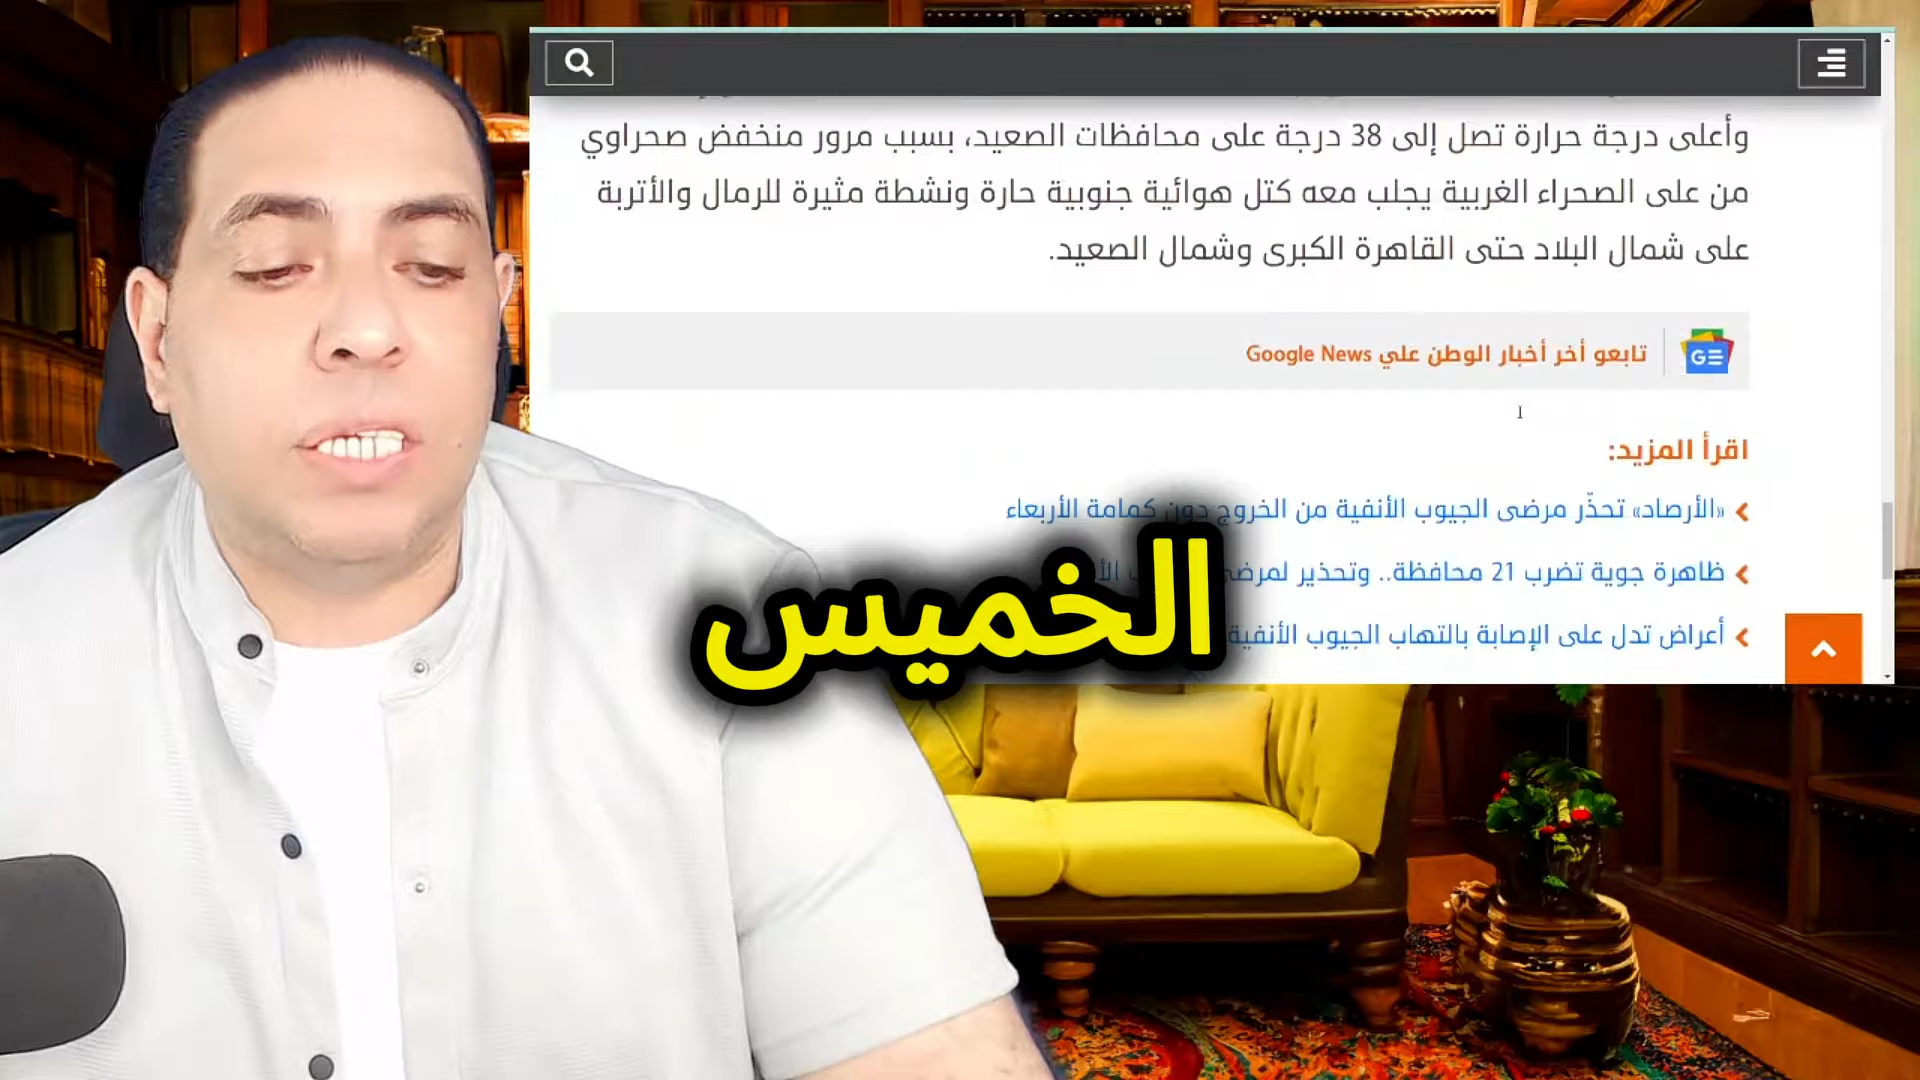 وأعلى درجة حرارة تصل إلى 38 درجة على محافظات الصعيد، بسبب مرور منخفض صحراوي
من على الصحراء الغربية يجلب معه كتل هوائية جنوبية حارة ونشطة مثيرة للرمال والأتربة
على شمال البلاد حتى القاهرة الكبرى وشمال الصعيد.
تابعو أخر أخبار الوطن علي Google News
اقرأ المزيد:
«الأرصاد» تحذّر مرضى الجيوب الأنفية من الخروج دون كمامة الأربعاء
ظاهرة جوية تضرب 21 محافظة.. وتحذير لمرضى
أعراض تدل على الإصابة بالتهاب الجيوب الأنفية
الخميس